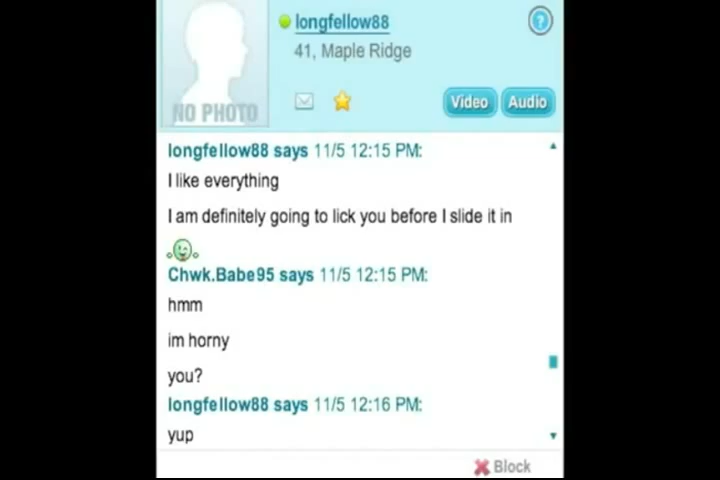 longfellow88
?
41, Maple Ridge
NO PHOTO
Video Audio
longfellow88 says 11/5 12:15 PM:
I like everything
I am definitely going to lick you before I slide it in
Chwk.Babe95 says 11/5 12:15 PM:
hmm
im horny
you?
longfellow88 says 11/5 12:16 PM:
yup
Block